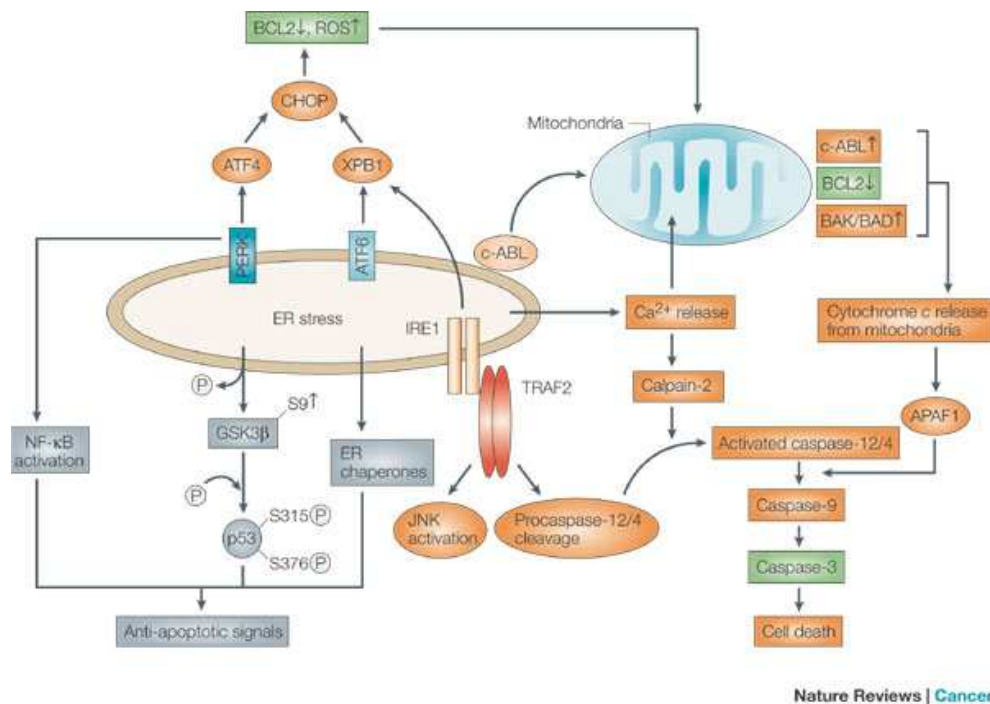 BCL2↓, ROS↑
CHOP
Mitochondria
c-ABL↑
ATF4
XPB1
BCL2↓
BAK/BAD↑
PERK
ATF6
c-ABL
ER stress
IRE1
Ca2+ release
Cytochrome c release
from mitochondria
P
S9↑
TRAF2
Calpain-2
GSK3β
APAF1
NF-κB
activation
ER
chaperones
Activated caspase-12/4
P
S315 P
p53
S376 P
JNK
activation
Procaspase-12/4
cleavage
Caspase-9
Caspase-3
Anti-apoptotic signals
Cell death
Nature Reviews | Cancer